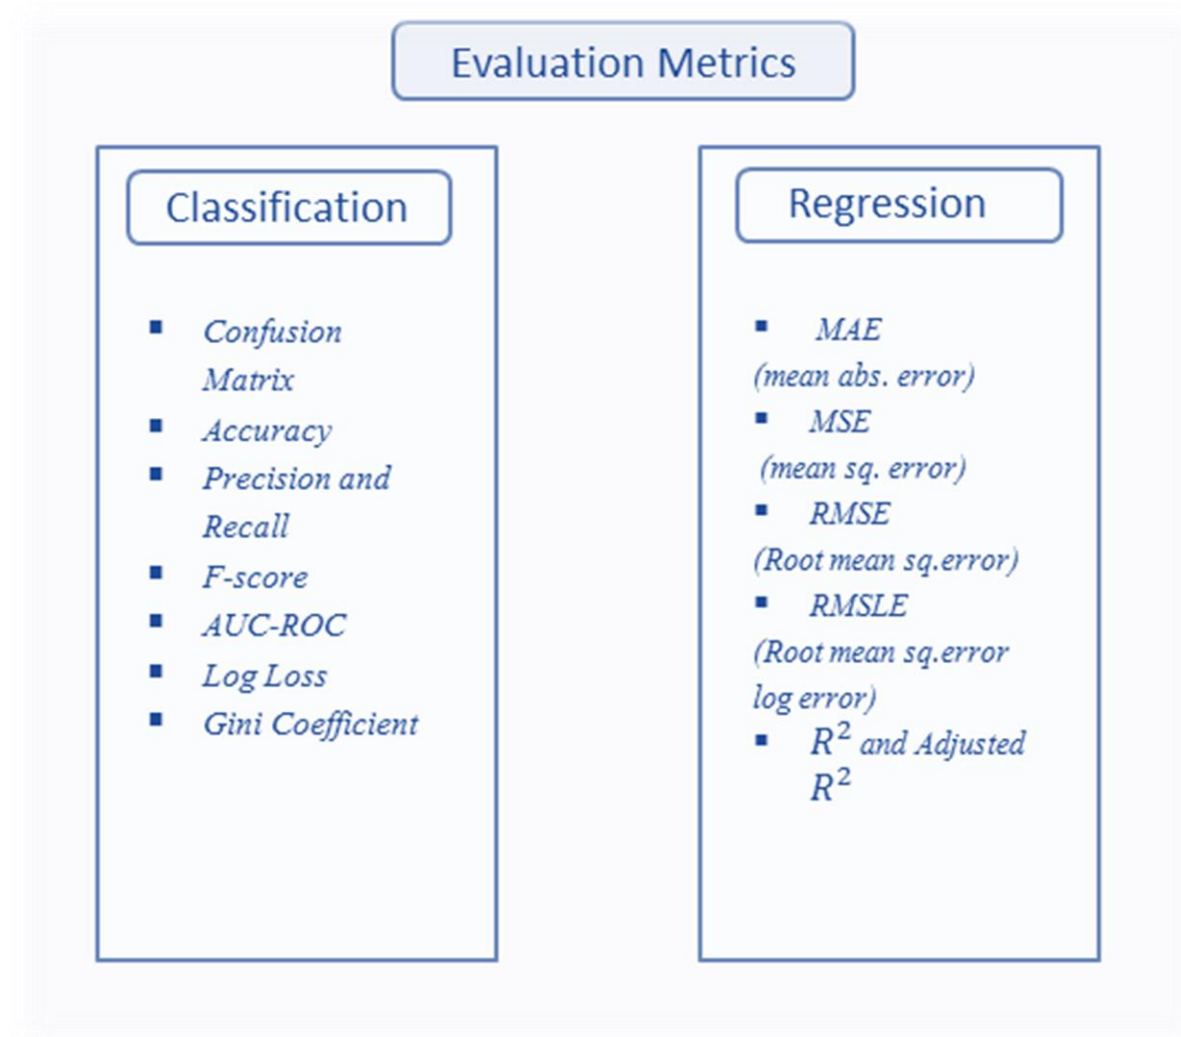 Evaluation Metrics
Classification
▪ Confusion
Matrix
▪ Accuracy
▪ Precision and
Recall
▪ F-score
▪ AUC-ROC
▪ Log Loss
▪ Gini Coefficient
Regression
▪ MAE
(mean abs. error)
▪ MSE
(mean sq. error)
▪ RMSE
(Root mean sq.error)
▪ RMSLE
(Root mean sq.error
log error)
▪ R² and Adjusted
R²